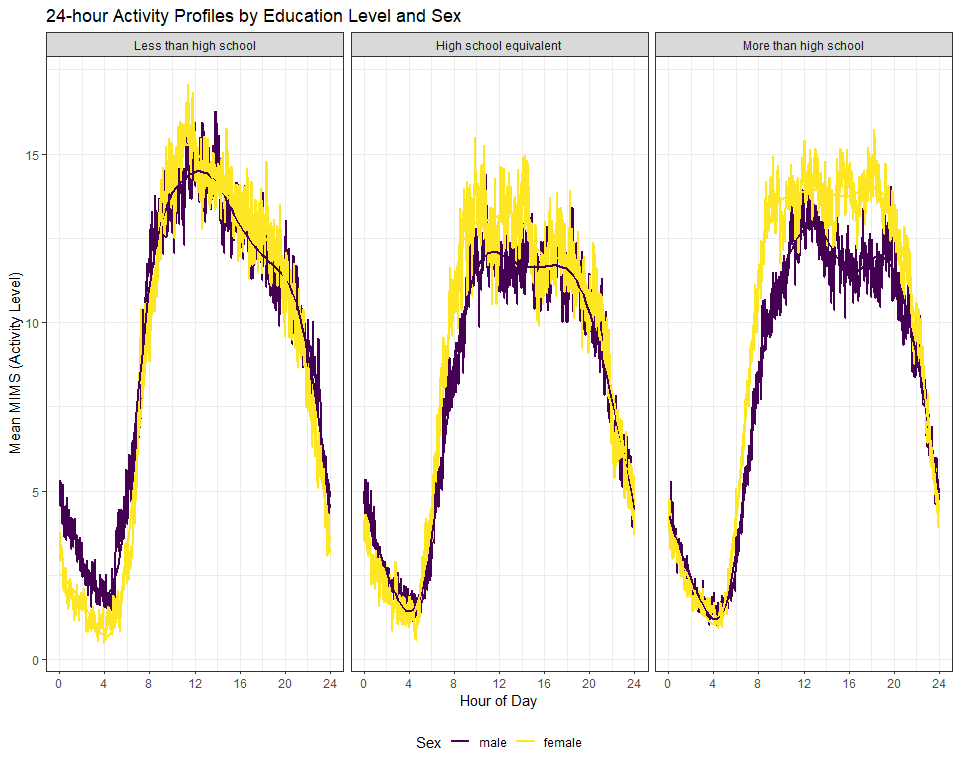 24-hour Activity Profiles by Education Level and Sex
Less than high school
High school equivalent
More than high school
Mean MIMS (Activity Level)
15
10
5
0
0 4 8 12 16 20 24
0 4 8 12 16 20 24
0 4 8 12 16 20 24
Hour of Day
Sex male female